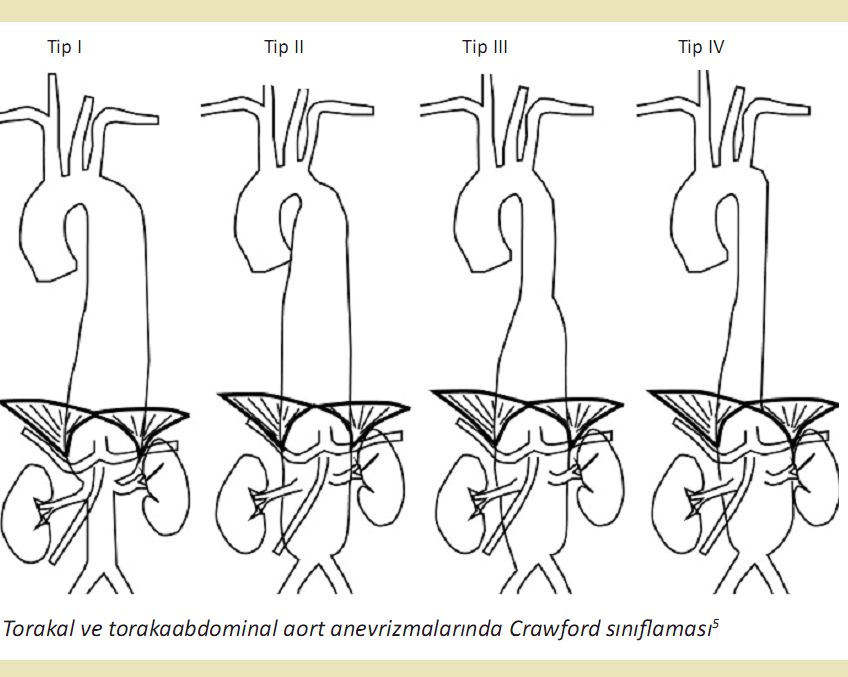 Tip I Tip II Tip III Tip IV
Torakal ve torakaabdominal aort anevrizmalarında Crawford sınıflaması⁵